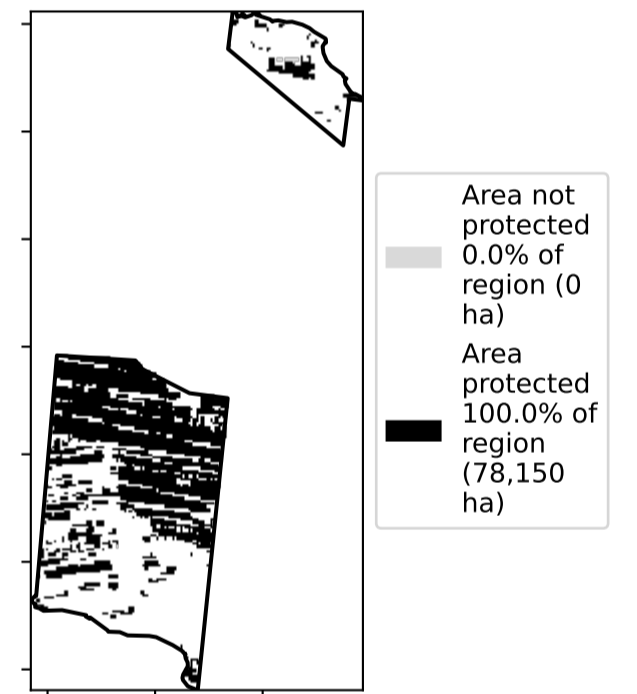 Area not
protected
0.0% of
region (0
ha)
Area
protected
100.0% of
region
(78,150
ha)